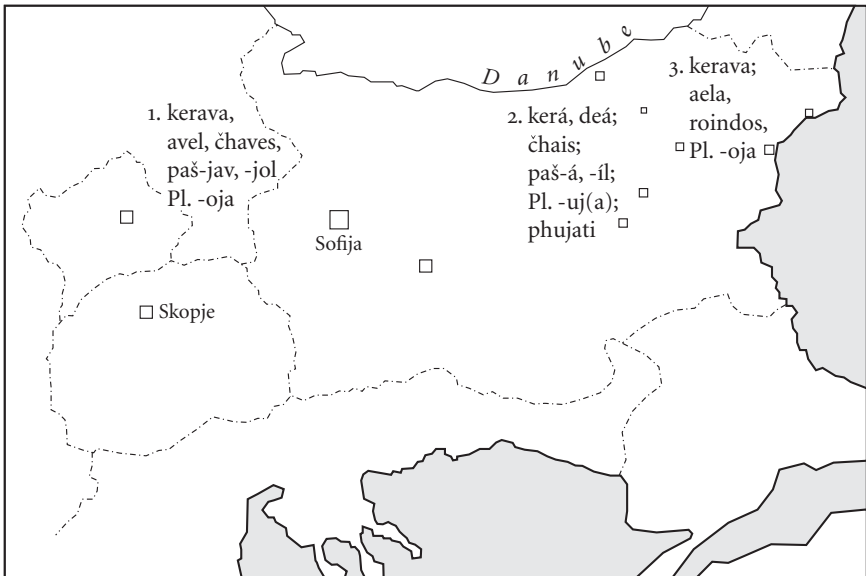 Danube
1. kerava,
avel, čhaves,
paš-jav, -jol
Pl. -oja
2. kerá, deá;
čhais;
paš-á, -íl;
Pl. -uj(a);
phujati
3. kerava;
aela,
roindos,
Pl. -oja
Sofija
Skopje